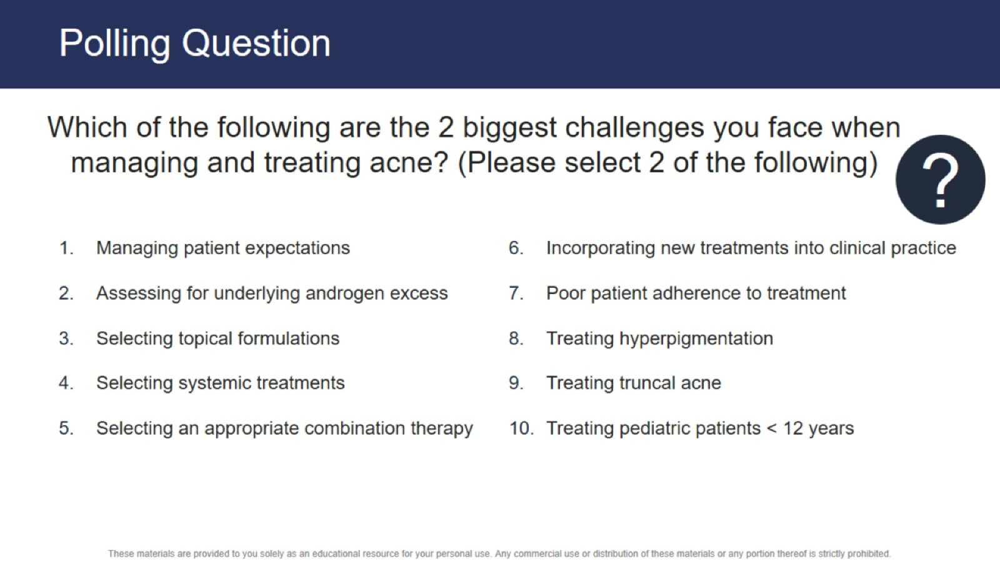 Polling Question
Which of the following are the 2 biggest challenges you face when
managing and treating acne? (Please select 2 of the following)
?
1. Managing patient expectations
2. Assessing for underlying androgen excess
3. Selecting topical formulations
4. Selecting systemic treatments
5. Selecting an appropriate combination therapy
6. Incorporating new treatments into clinical practice
7. Poor patient adherence to treatment
8. Treating hyperpigmentation
9. Treating truncal acne
10. Treating pediatric patients < 12 years
These materials are provided to you solely as an educational resource for your personal use. Any commercial use or distribution of these materials or any portion thereof is strictly prohibited.